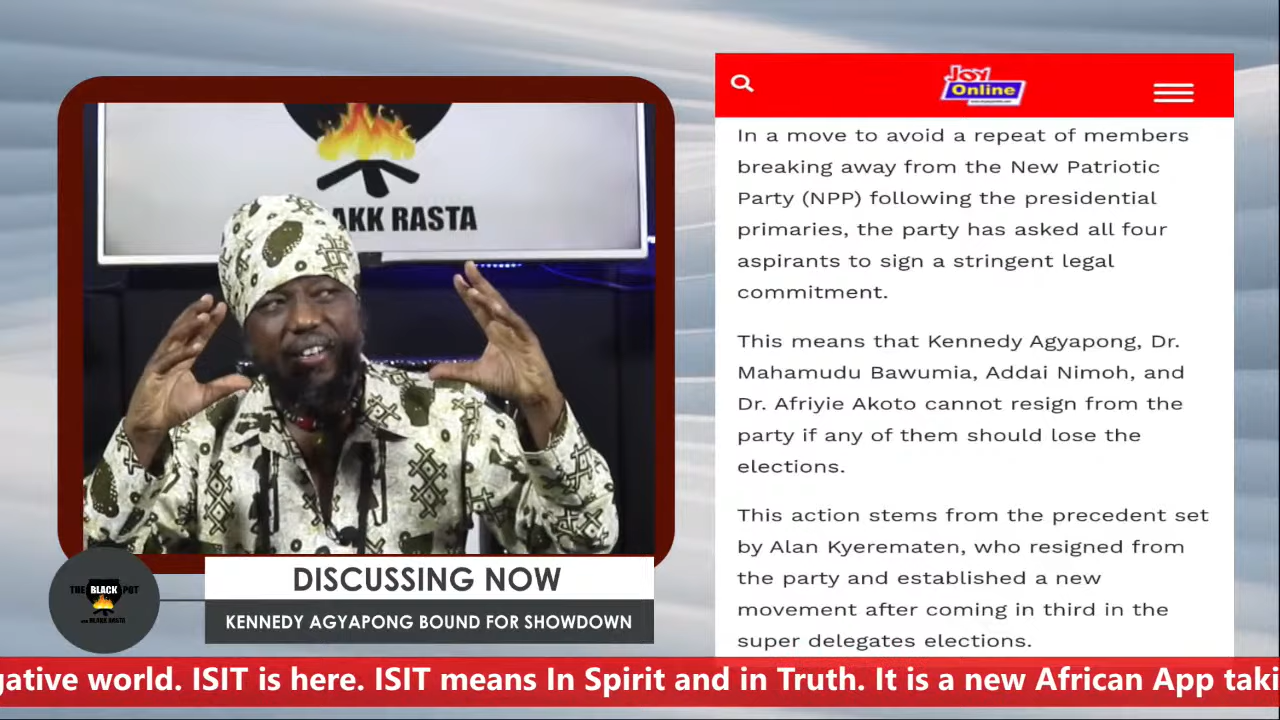 AKK RASTA
THE BLACK POT
WITH BLAKK RASTA
DISCUSSING NOW
KENNEDY AGYAPONG BOUND FOR SHOWDOWN
Joy
Online
In a move to avoid a repeat of members
breaking away from the New Patriotic
Party (NPP) following the presidential
primaries, the party has asked all four
aspirants to sign a stringent legal
commitment.
This means that Kennedy Agyapong, Dr.
Mahamudu Bawumia, Addai Nimoh, and
Dr. Afriyie Akoto cannot resign from the
party if any of them should lose the
elections.
This action stems from the precedent set
by Alan Kyerematen, who resigned from
the party and established a new
movement after coming in third in the
super delegates elections.
gative world. ISIT is here. ISIT means In Spirit and in Truth. It is a new African App taki